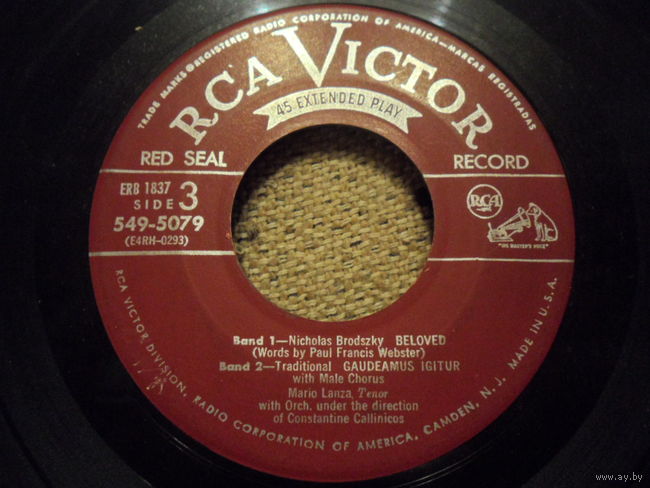 TRADE MARKS ® REGISTERED RADIO CORPORATION OF AMERICA—MARCAS REGISTRADAS
RCA VICTOR
45 EXTENDED PLAY
RED SEAL RECORD
ERB 1837
SIDE 3
549-5079
(E4RH-0293)
RCA
"HIS MASTER'S VOICE"
Band 1—Nicholas Brodszky BELOVED
(Words by Paul Francis Webster)
Band 2—Traditional GAUDEAMUS IGITUR
with Male Chorus
Mario Lanza, Tenor
with Orch. under the direction
of Constantine Callinicos
RCA VICTOR DIVISION, RADIO CORPORATION OF AMERICA, CAMDEN, N. J. MADE IN U.S.A.
www.ay.by